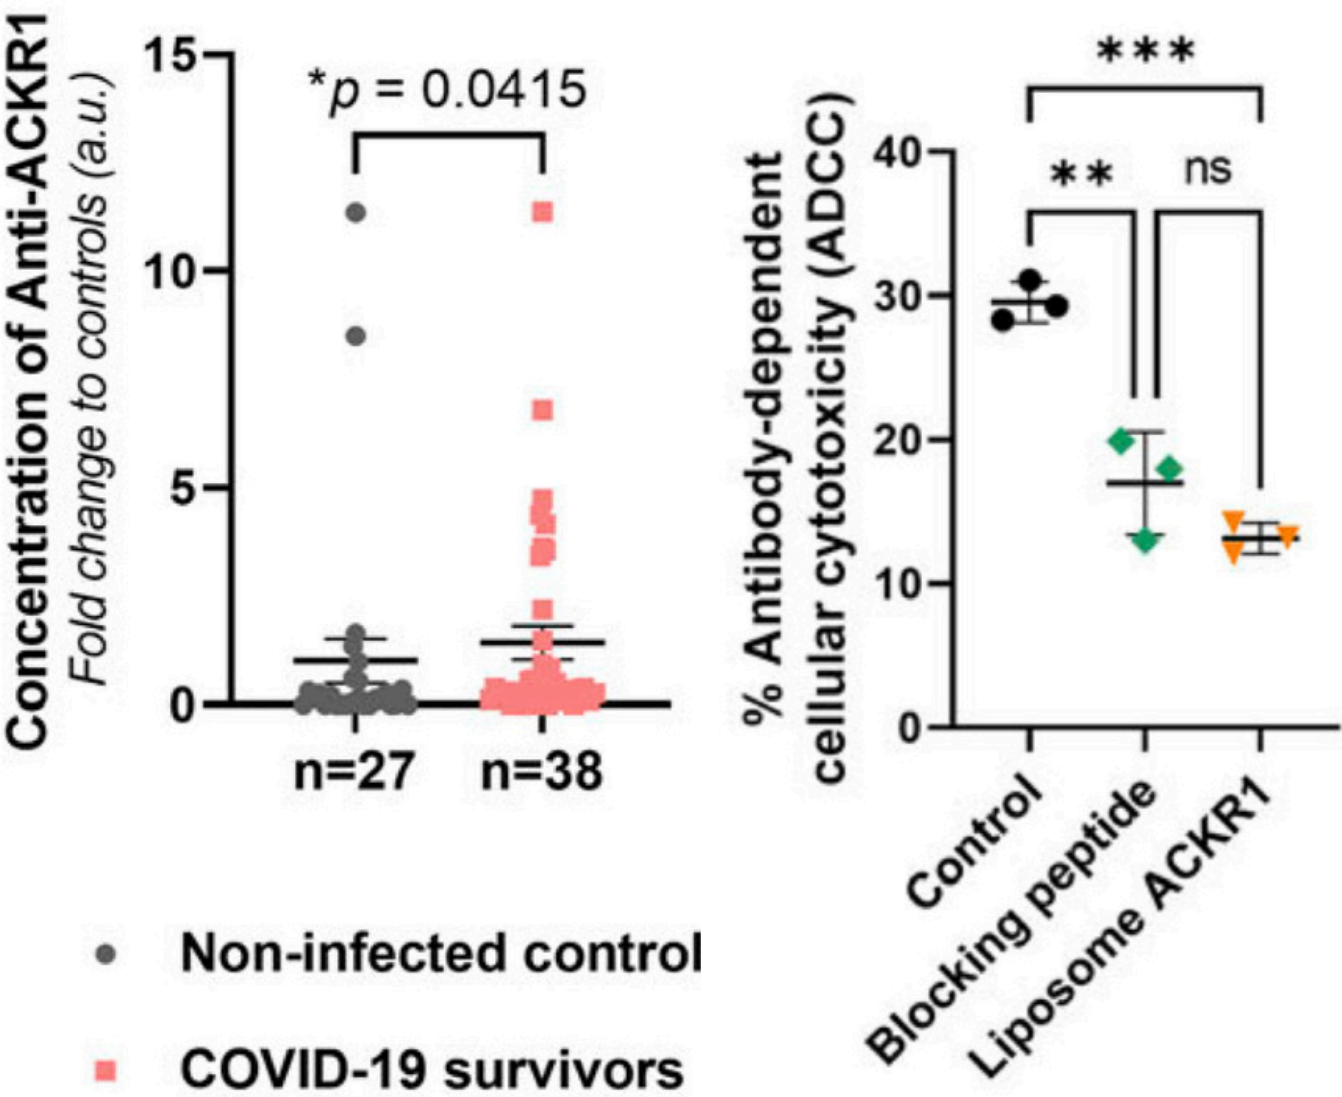 Concentration of Anti-ACKR1
Fold change to controls (a.u.)
15
10
5
0
*p = 0.0415
n=27
n=38
Non-infected control
COVID-19 survivors
% Antibody-dependent
cellular cytotoxicity (ADCC)
40
30
20
10
0
***
**
ns
Control
Blocking peptide
Liposome ACKR1